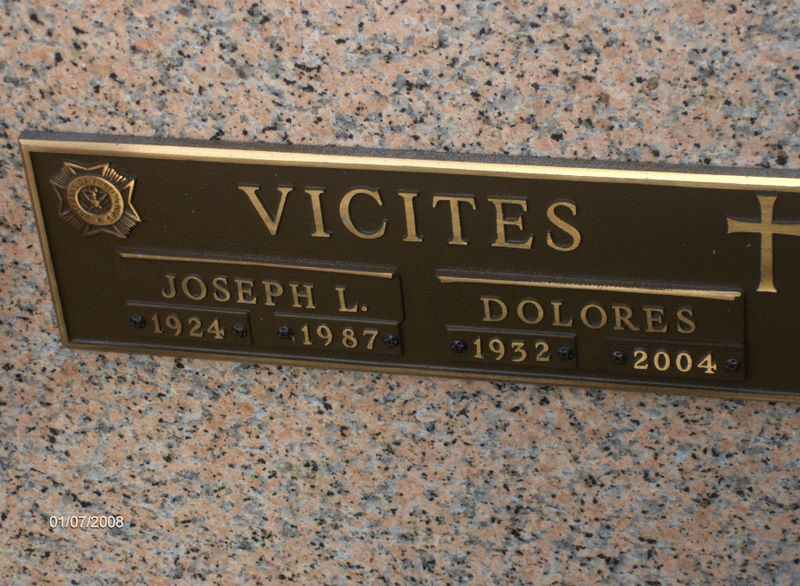 VICITES
JOSEPH L.
1924 1987
DOLORES
1932 2004
01/07/2008